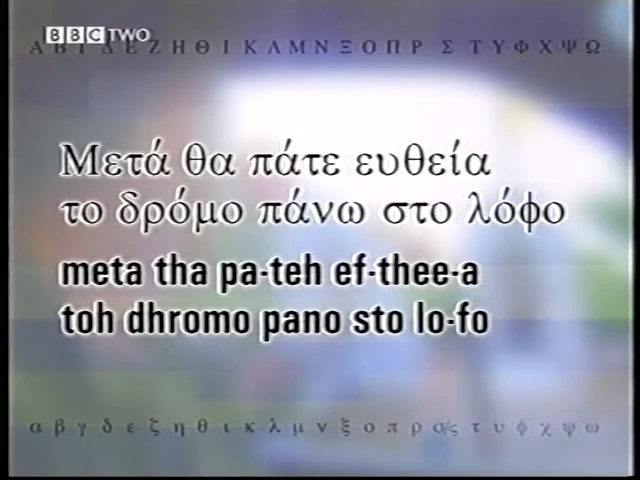 BBC TWO
Α Β Γ Δ Ε Ζ Η Θ Ι Κ Λ Μ Ν Ξ Ο Π Ρ Σ Τ Υ Φ Χ Ψ Ω
Μετά θα πάτε ευθεία
το δρόμο πάνω στο λόφο
meta tha pa-teh ef-thee-a
toh dhromo pano sto lo-fo
α β γ δ ε ζ η θ ι κ λ μ ν ξ ο π ρ σ/ς τ υ φ χ ψ ω